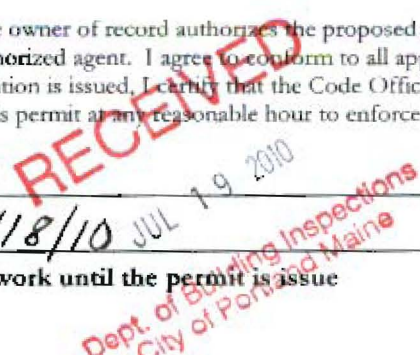 owner of record authorizes the proposed
horized agent. I agree to conform to all app
tion is issued, I certify that the Code Offic
s permit at any reasonable hour to enforce
RECEIVED
JUL 19 2010
/18/10
Dept. of Building Inspections
City of Portland Maine
work until the permit is issue